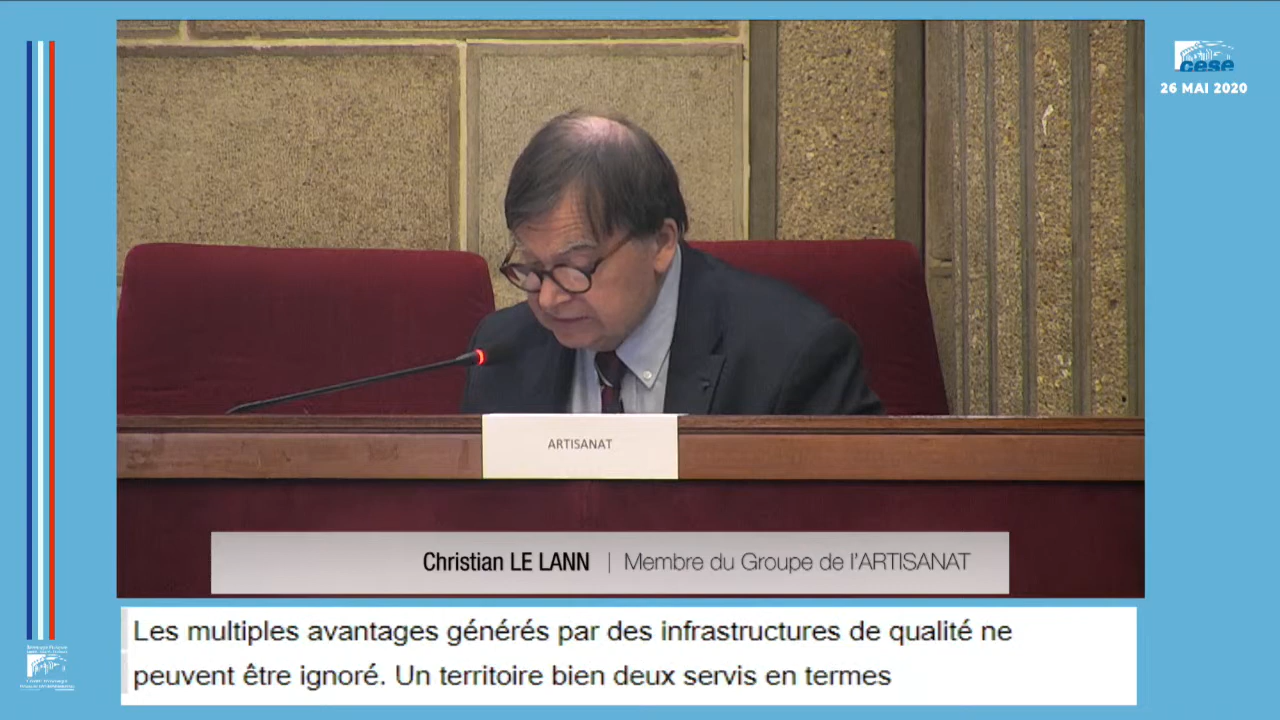 cese
26 MAI 2020
ARTISANAT
Christian LE LANN | Membre du Groupe de l'ARTISANAT
Les multiples avantages générés par des infrastructures de qualité ne
peuvent être ignoré. Un territoire bien deux servis en termes